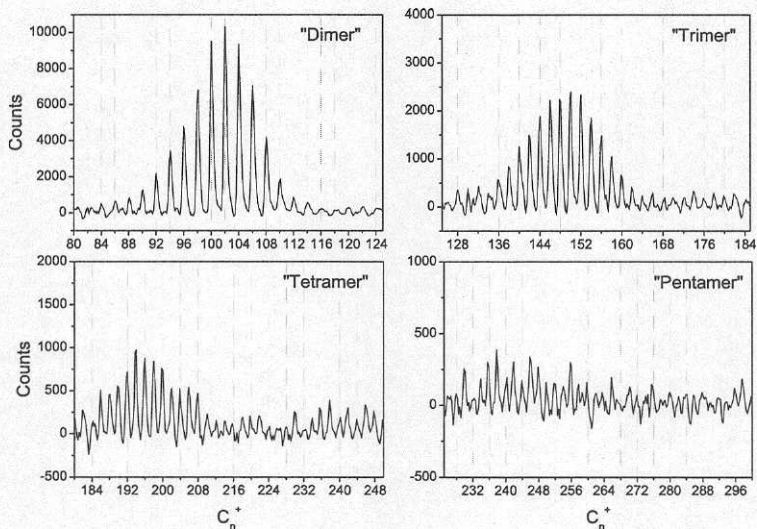 "Dimer"
Counts
10000
8000
6000
4000
2000
0
80 84 88 92 96 100 104 108 112 116 120 124
"Trimer"
4000
3000
2000
1000
0
128 136 144 152 160 168 176 184
"Tetramer"
Counts
2000
1500
1000
500
0
-500
184 192 200 208 216 224 232 240 248
Cn+
"Pentamer"
1000
500
0
-500
232 240 248 256 264 272 280 288 296
Cn+